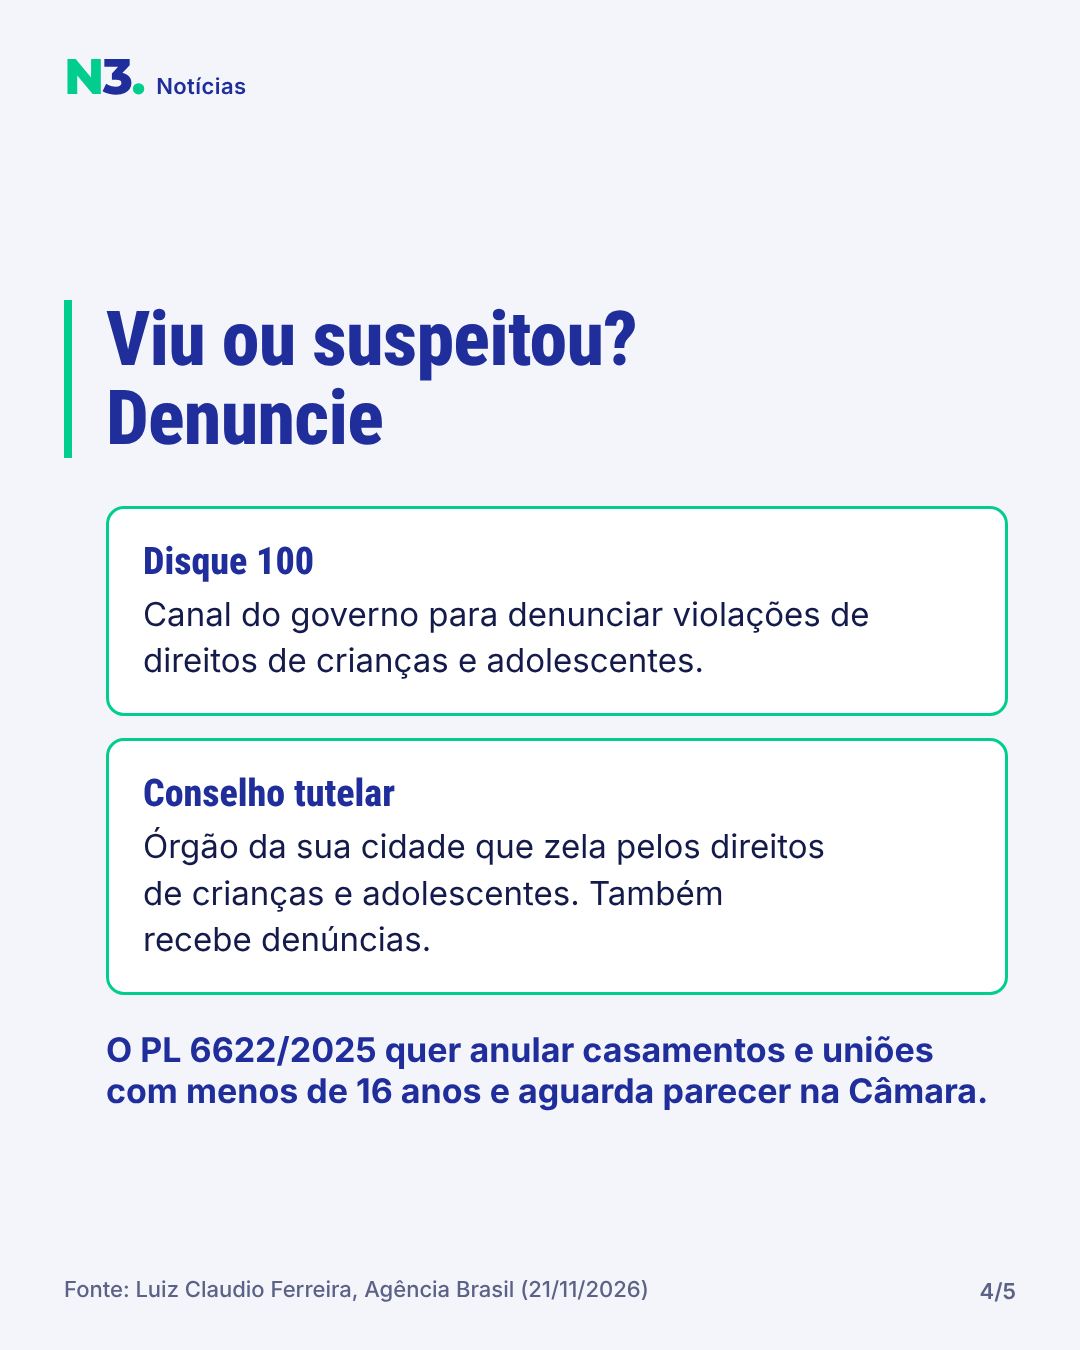 N3. Notícias
Viu ou suspeitou?
Denuncie
Disque 100
Canal do governo para denunciar violações de
direitos de crianças e adolescentes.
Conselho tutelar
Órgão da sua cidade que zela pelos direitos
de crianças e adolescentes. Também
recebe denúncias.
O PL 6622/2025 quer anular casamentos e uniões
com menos de 16 anos e aguarda parecer na Câmara.
Fonte: Luiz Claudio Ferreira, Agência Brasil (21/11/2026)
4/5